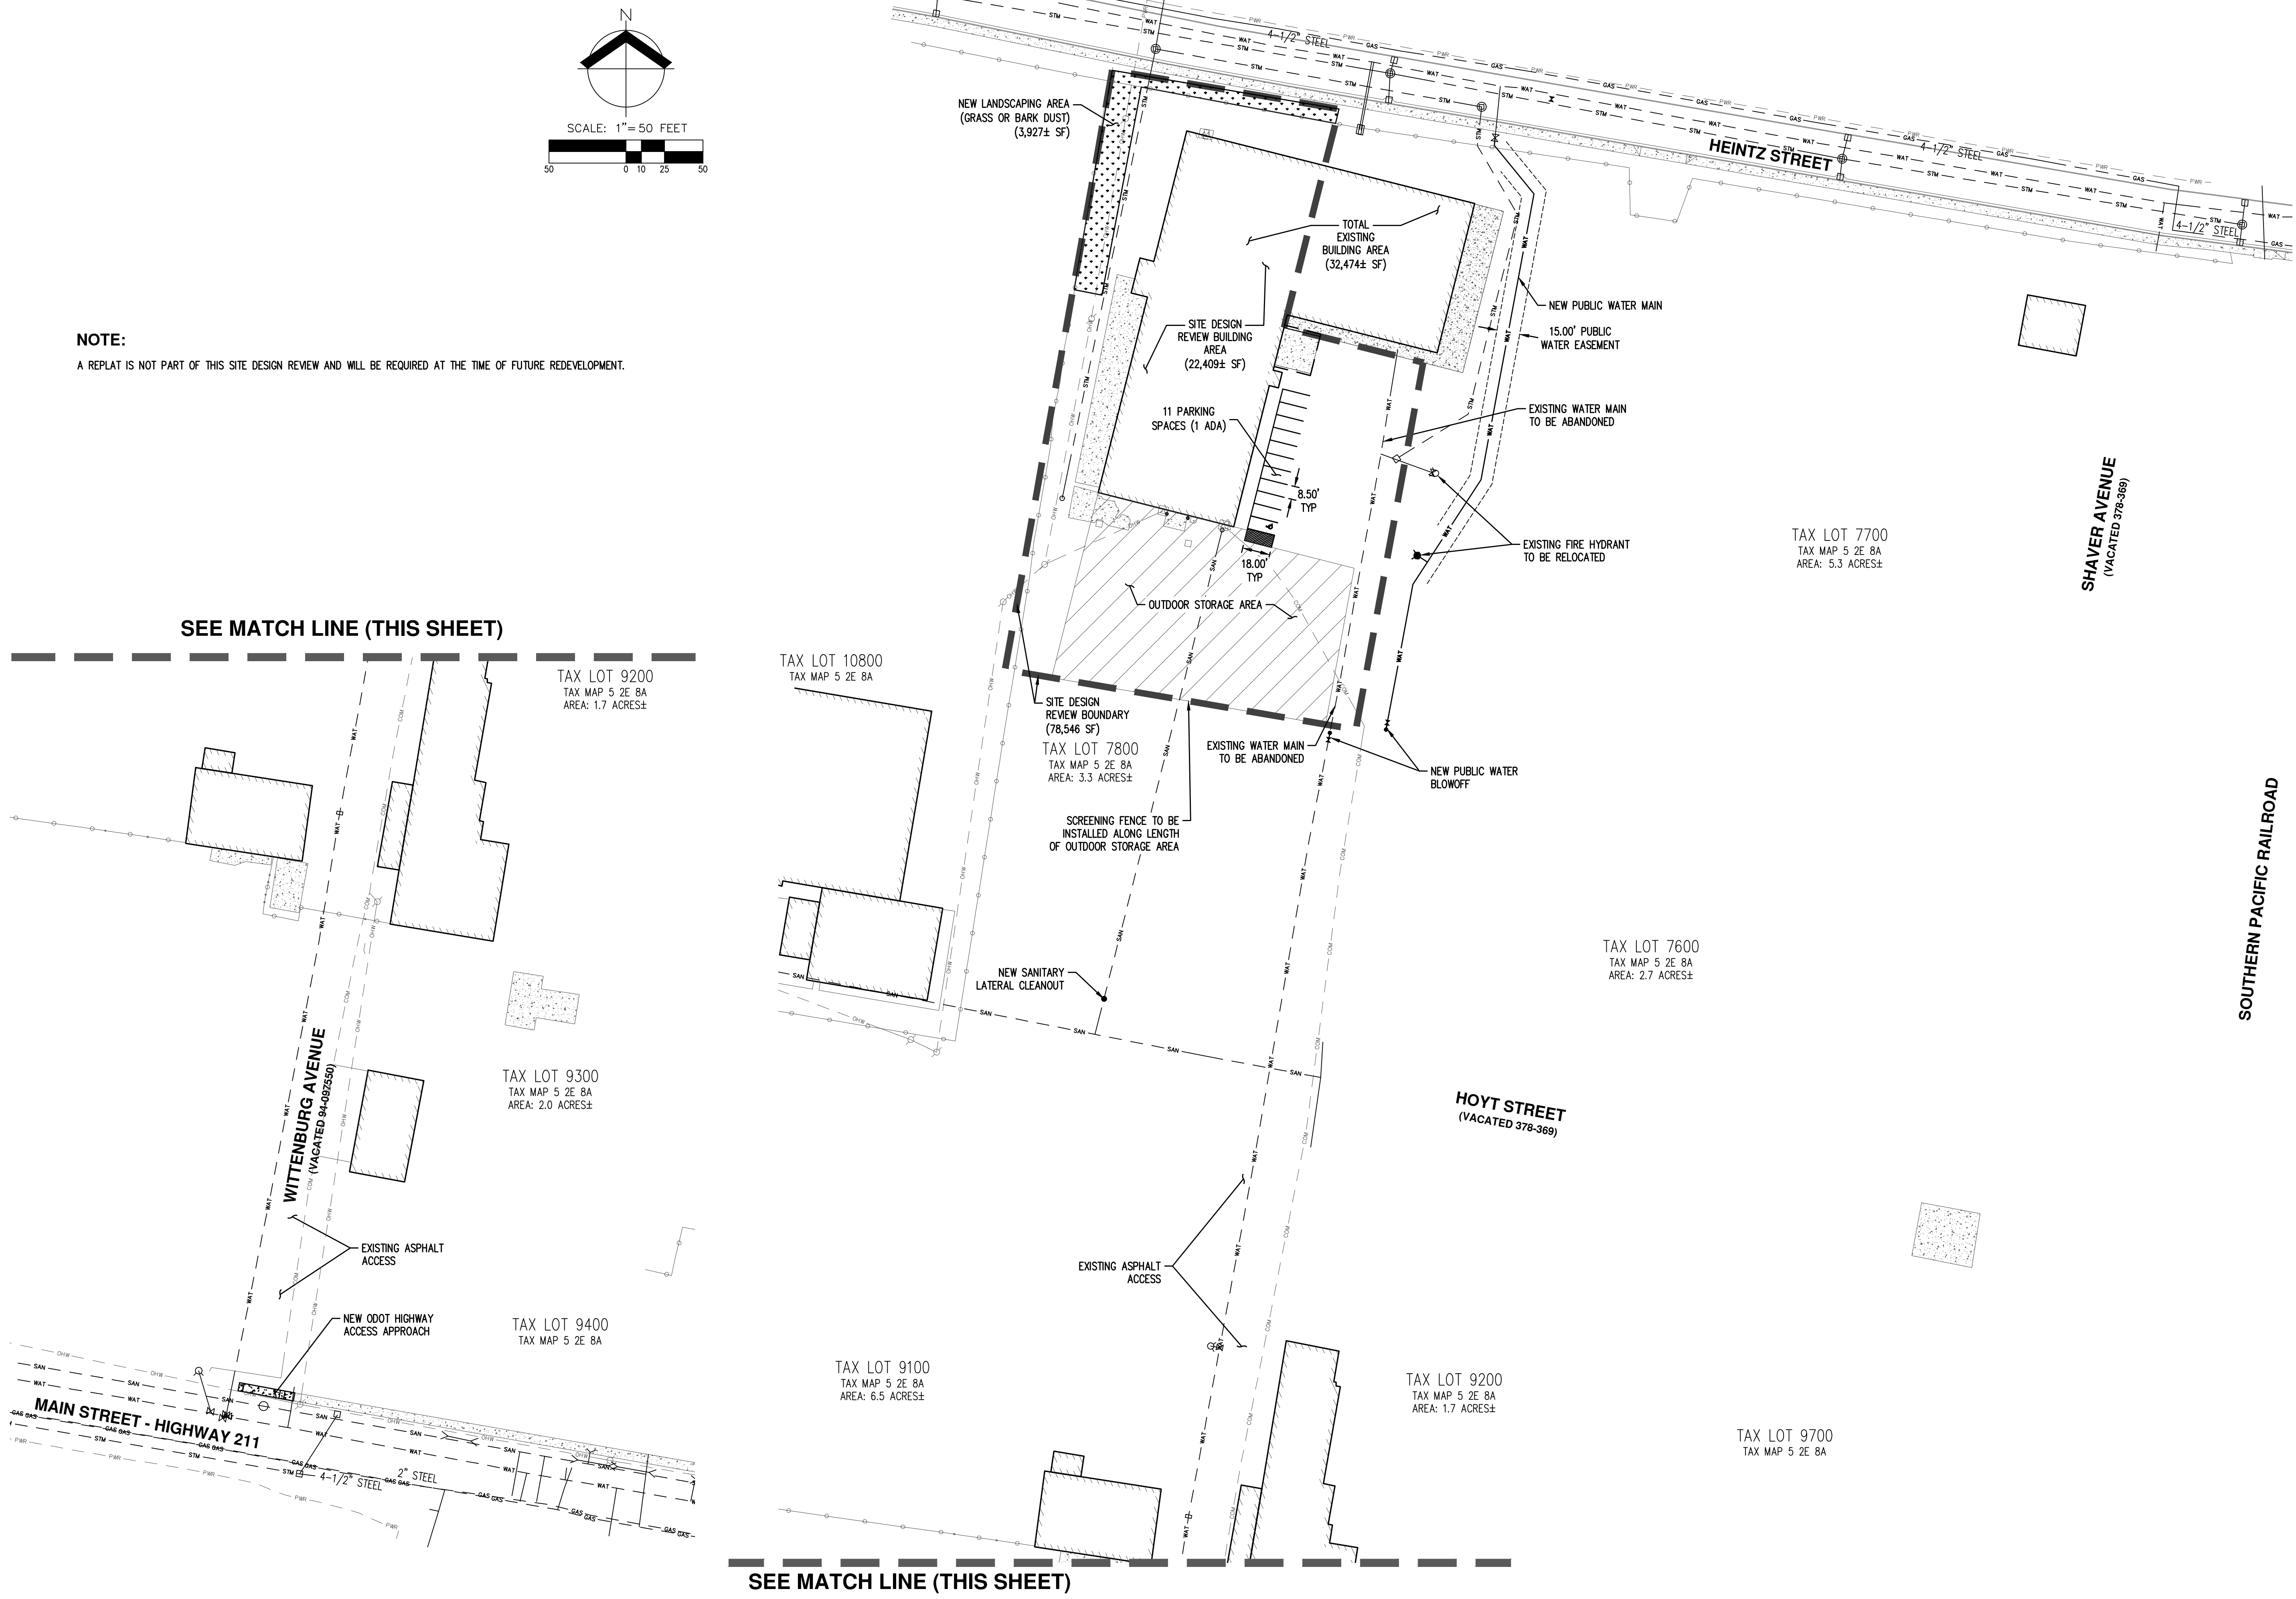 N
SCALE: 1"=50 FEET
50 0 10 25 50
NOTE:
A REPLAT IS NOT PART OF THIS SITE DESIGN REVIEW AND WILL BE REQUIRED AT THE TIME OF FUTURE REDEVELOPMENT.
SEE MATCH LINE (THIS SHEET)
TAX LOT 9200
TAX MAP 5 2E 8A
AREA: 1.7 ACRES±
TAX LOT 9300
TAX MAP 5 2E 8A
AREA: 2.0 ACRES±
WITTENBURG AVENUE
(VACATED 94-097550)
EXISTING ASPHALT
ACCESS
NEW ODOT HIGHWAY
ACCESS APPROACH
TAX LOT 9400
TAX MAP 5 2E 8A
MAIN STREET - HIGHWAY 211
4-1/2" STEEL
2" STEEL
NEW LANDSCAPING AREA
(GRASS OR BARK DUST)
(3,927± SF)
4-1/2" STEEL
HEINTZ STREET
4-1/2" STEEL
4-1/2" STEEL
TOTAL
EXISTING
BUILDING AREA
(32,474± SF)
SITE DESIGN
REVIEW BUILDING
AREA
(22,409± SF)
11 PARKING
SPACES (1 ADA)
8.50'
TYP
18.00'
TYP
NEW PUBLIC WATER MAIN
15.00' PUBLIC
WATER EASEMENT
EXISTING WATER MAIN
TO BE ABANDONED
EXISTING FIRE HYDRANT
TO BE RELOCATED
OUTDOOR STORAGE AREA
TAX LOT 7700
TAX MAP 5 2E 8A
AREA: 5.3 ACRES±
SHAVER AVENUE
(VACATED 378-369)
TAX LOT 10800
TAX MAP 5 2E 8A
SITE DESIGN
REVIEW BOUNDARY
(78,546 SF)
TAX LOT 7800
TAX MAP 5 2E 8A
AREA: 3.3 ACRES±
EXISTING WATER MAIN
TO BE ABANDONED
NEW PUBLIC WATER
BLOWOFF
SCREENING FENCE TO BE
INSTALLED ALONG LENGTH
OF OUTDOOR STORAGE AREA
SOUTHERN PACIFIC RAILROAD
TAX LOT 7600
TAX MAP 5 2E 8A
AREA: 2.7 ACRES±
NEW SANITARY
LATERAL CLEANOUT
HOYT STREET
(VACATED 378-369)
EXISTING ASPHALT
ACCESS
TAX LOT 9100
TAX MAP 5 2E 8A
AREA: 6.5 ACRES±
TAX LOT 9200
TAX MAP 5 2E 8A
AREA: 1.7 ACRES±
TAX LOT 9700
TAX MAP 5 2E 8A
SEE MATCH LINE (THIS SHEET)